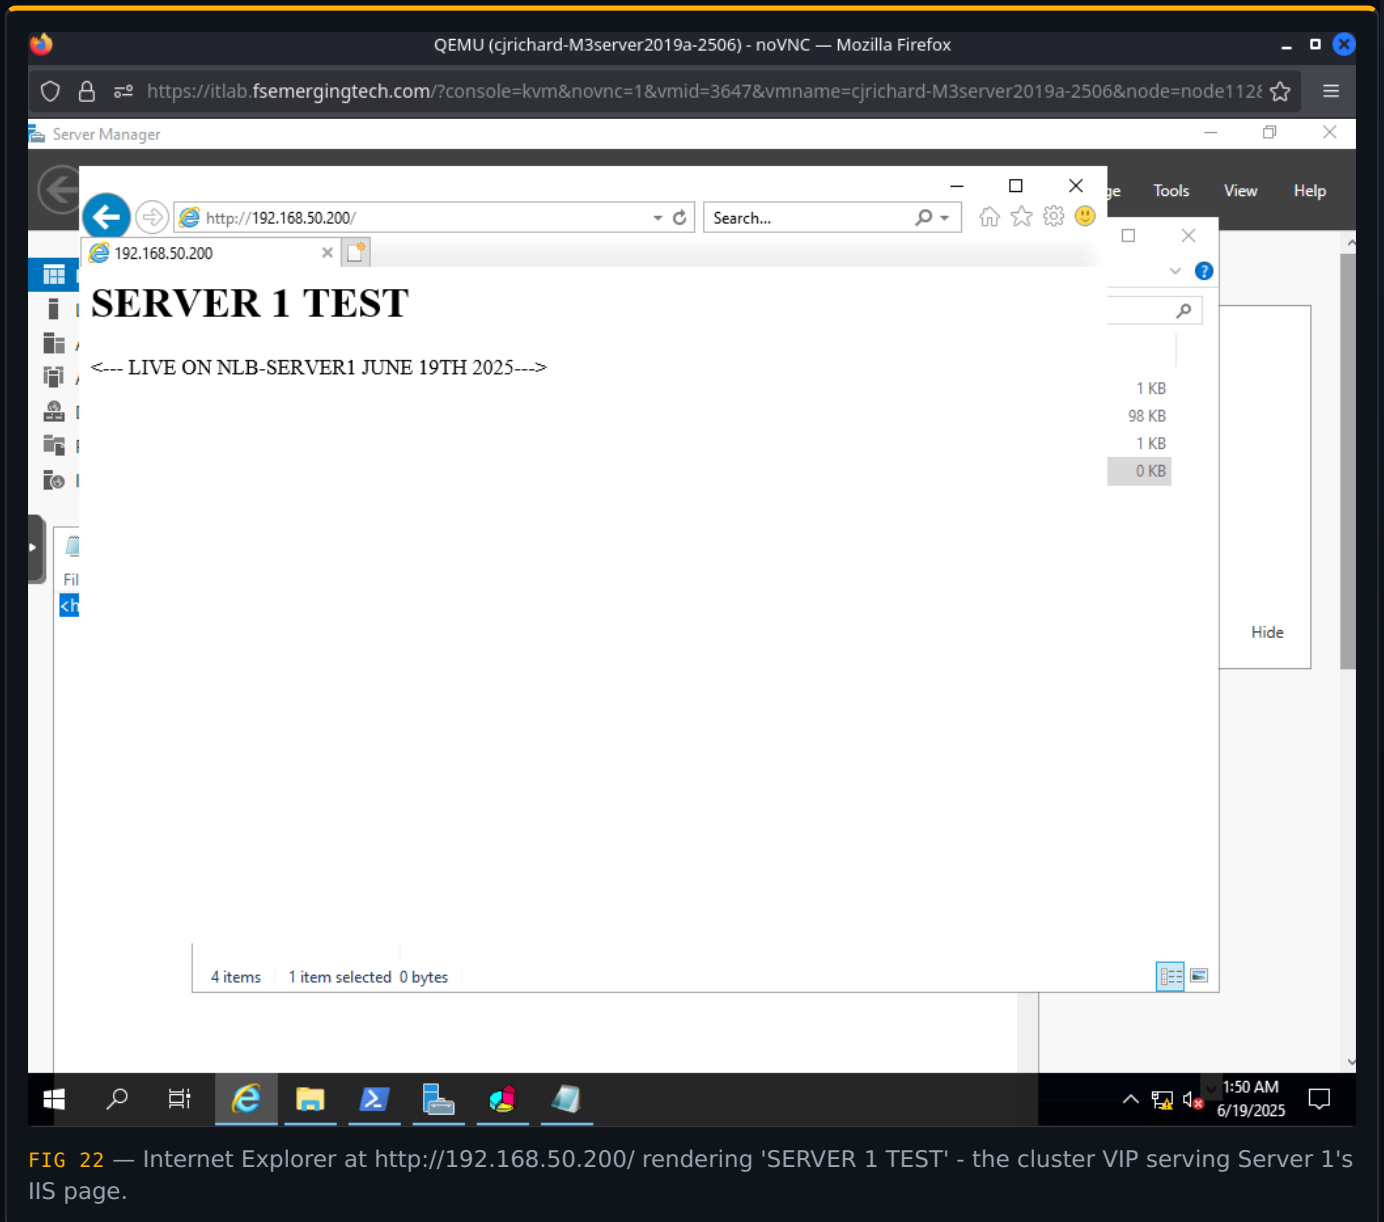 QEMU (cjrichard-M3server2019a-2506) - noVNC — Mozilla Firefox
https://itlab.fsemergingtech.com/?console=kvm&novnc=1&vmid=3647&vmname=cjrichard-M3server2019a-2506&node=node1128
Server Manager
ge Tools View Help
http://192.168.50.200/ Search...
192.168.50.200
SERVER 1 TEST
<--- LIVE ON NLB-SERVER1 JUNE 19TH 2025--->
1 KB
98 KB
1 KB
0 KB
Fil
<h
Hide
4 items 1 item selected 0 bytes
1:50 AM
6/19/2025
FIG 22 — Internet Explorer at http://192.168.50.200/ rendering 'SERVER 1 TEST' - the cluster VIP serving Server 1's
IIS page.